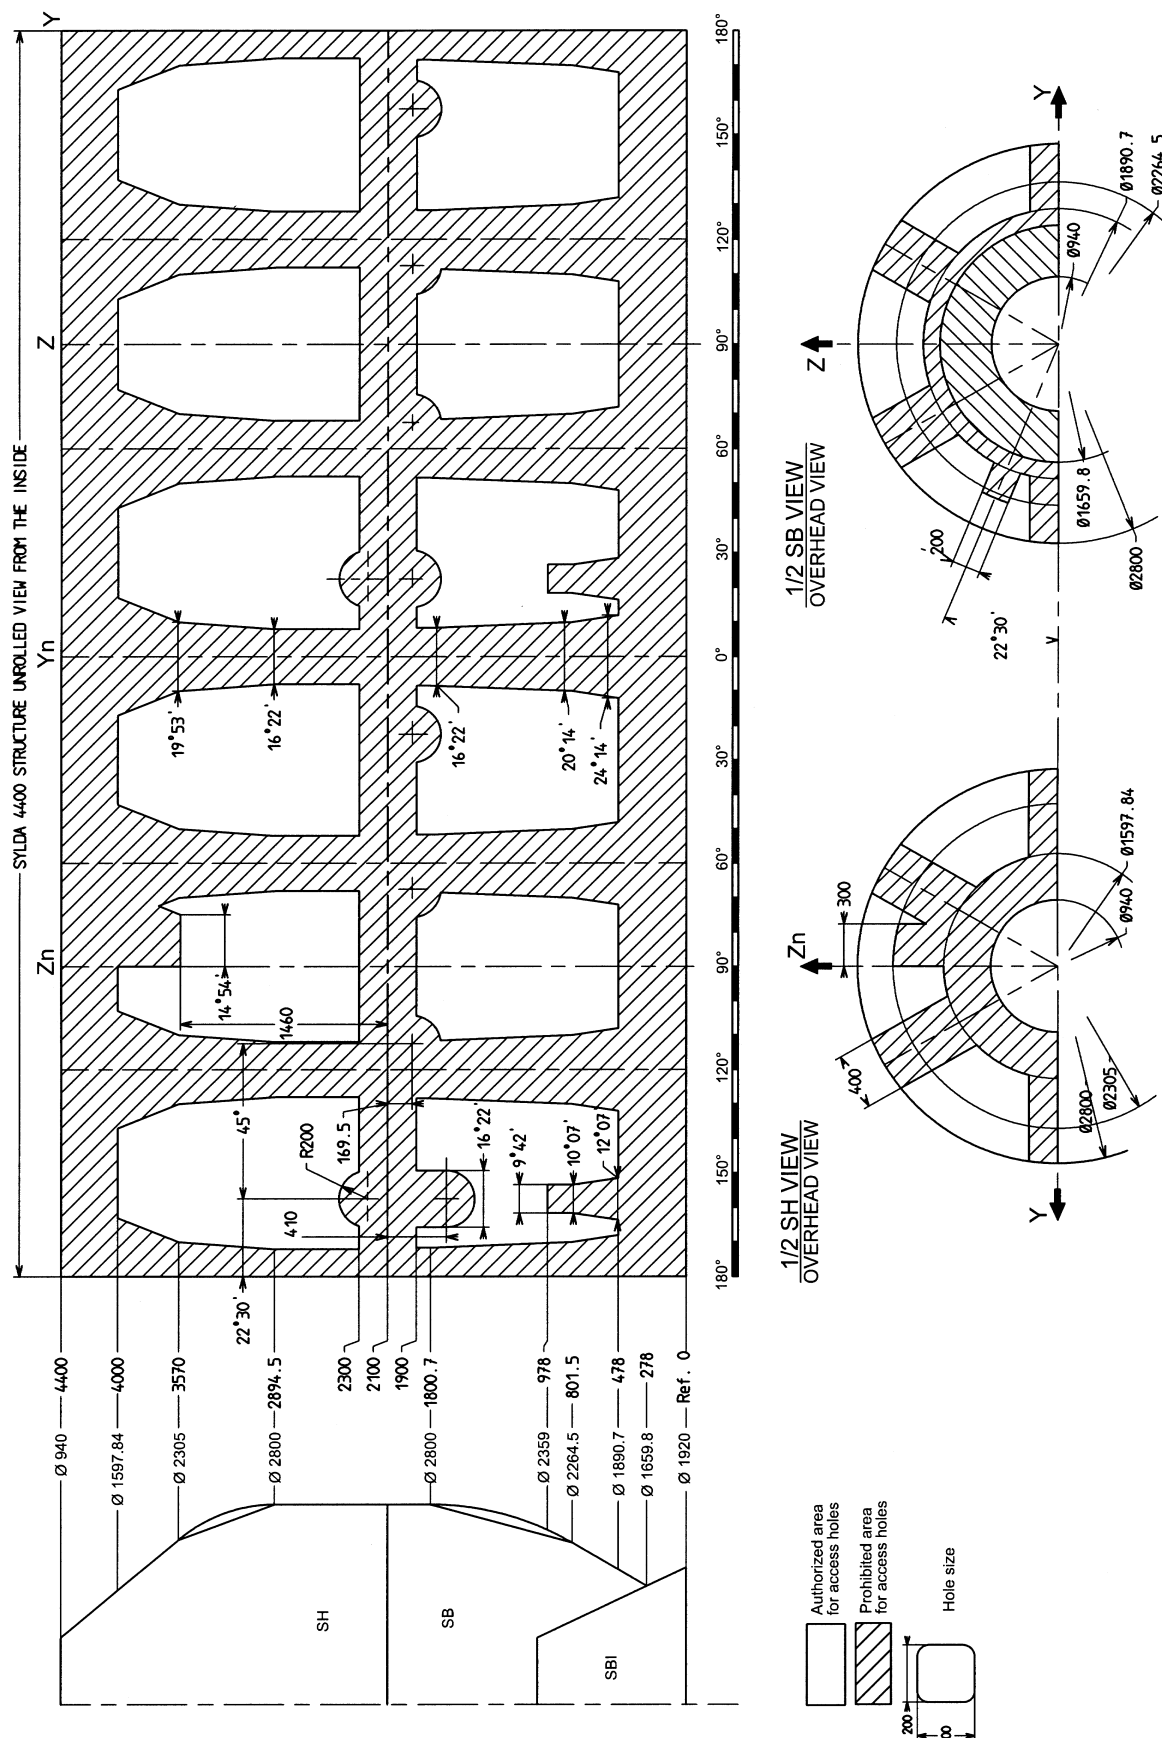 SYLDA 4400 STRUCTURE UNROLLED VIEW FROM THE INSIDE
Y
Z
Yn
Zn
Ø 940 4400
Ø 1597.84 4000
Ø 2305 3570
Ø 2800 2894.5
2300
2100
1900
Ø 2800 1800.7
Ø 2359 978
Ø 2264.5 801.5
Ø 1890.7 478
Ø 1659.8 278
Ø 1920 Ref. 0
SH
SB
SBI
22°30'
45°
1460
14°54'
R200
169.5
410
16°22'
9°42'
10°07'
12°07'
19°53'
16°22'
16°22'
20°14'
24°14'
180° 150° 120° 90° 60° 30° 0° 30° 60° 90° 120° 150° 180°
1/2 SH VIEW
OVERHEAD VIEW
Y
Zn
400
300
Ø2800
Ø2305
Ø940
Ø1597.84
1/2 SB VIEW
OVERHEAD VIEW
Z
Y
22°30'
200
Ø2800
Ø1659.8
Ø940
Ø1890.7
Ø2264.5
Authorized area
for access holes
Prohibited area
for access holes
Hole size
200